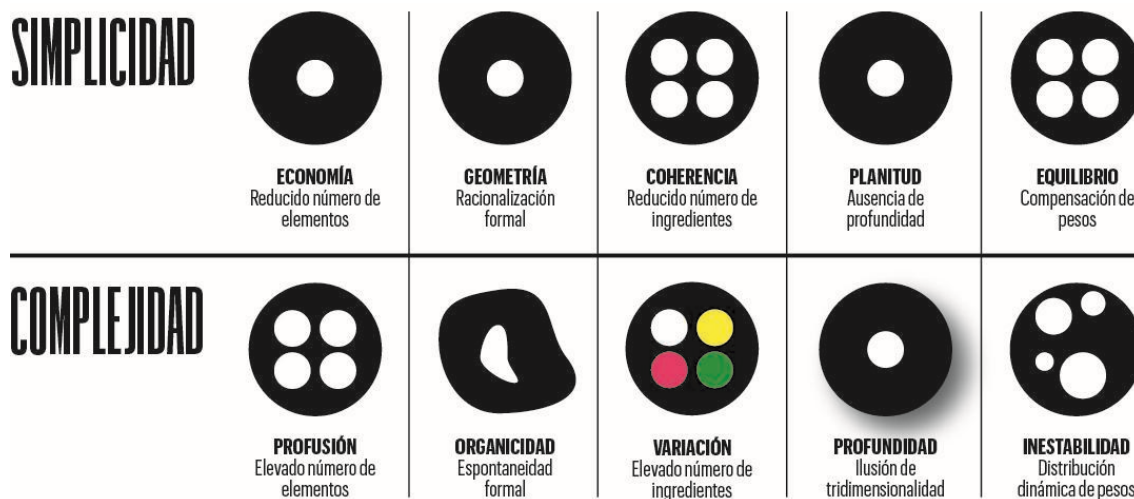 SIMPLICIDAD
ECONOMÍA
Reducido número de
elementos
GEOMETRÍA
Racionalización
formal
COHERENCIA
Reducido número de
ingredientes
PLANITUD
Ausencia de
profundidad
EQUILIBRIO
Compensación de
pesos
COMPLEJIDAD
PROFUSIÓN
Elevado número de
elementos
ORGANICIDAD
Espontaneidad
formal
VARIACIÓN
Elevado número de
ingredientes
PROFUNDIDAD
Ilusión de
tridimensionalidad
INESTABILIDAD
Distribución
dinámica de pesos